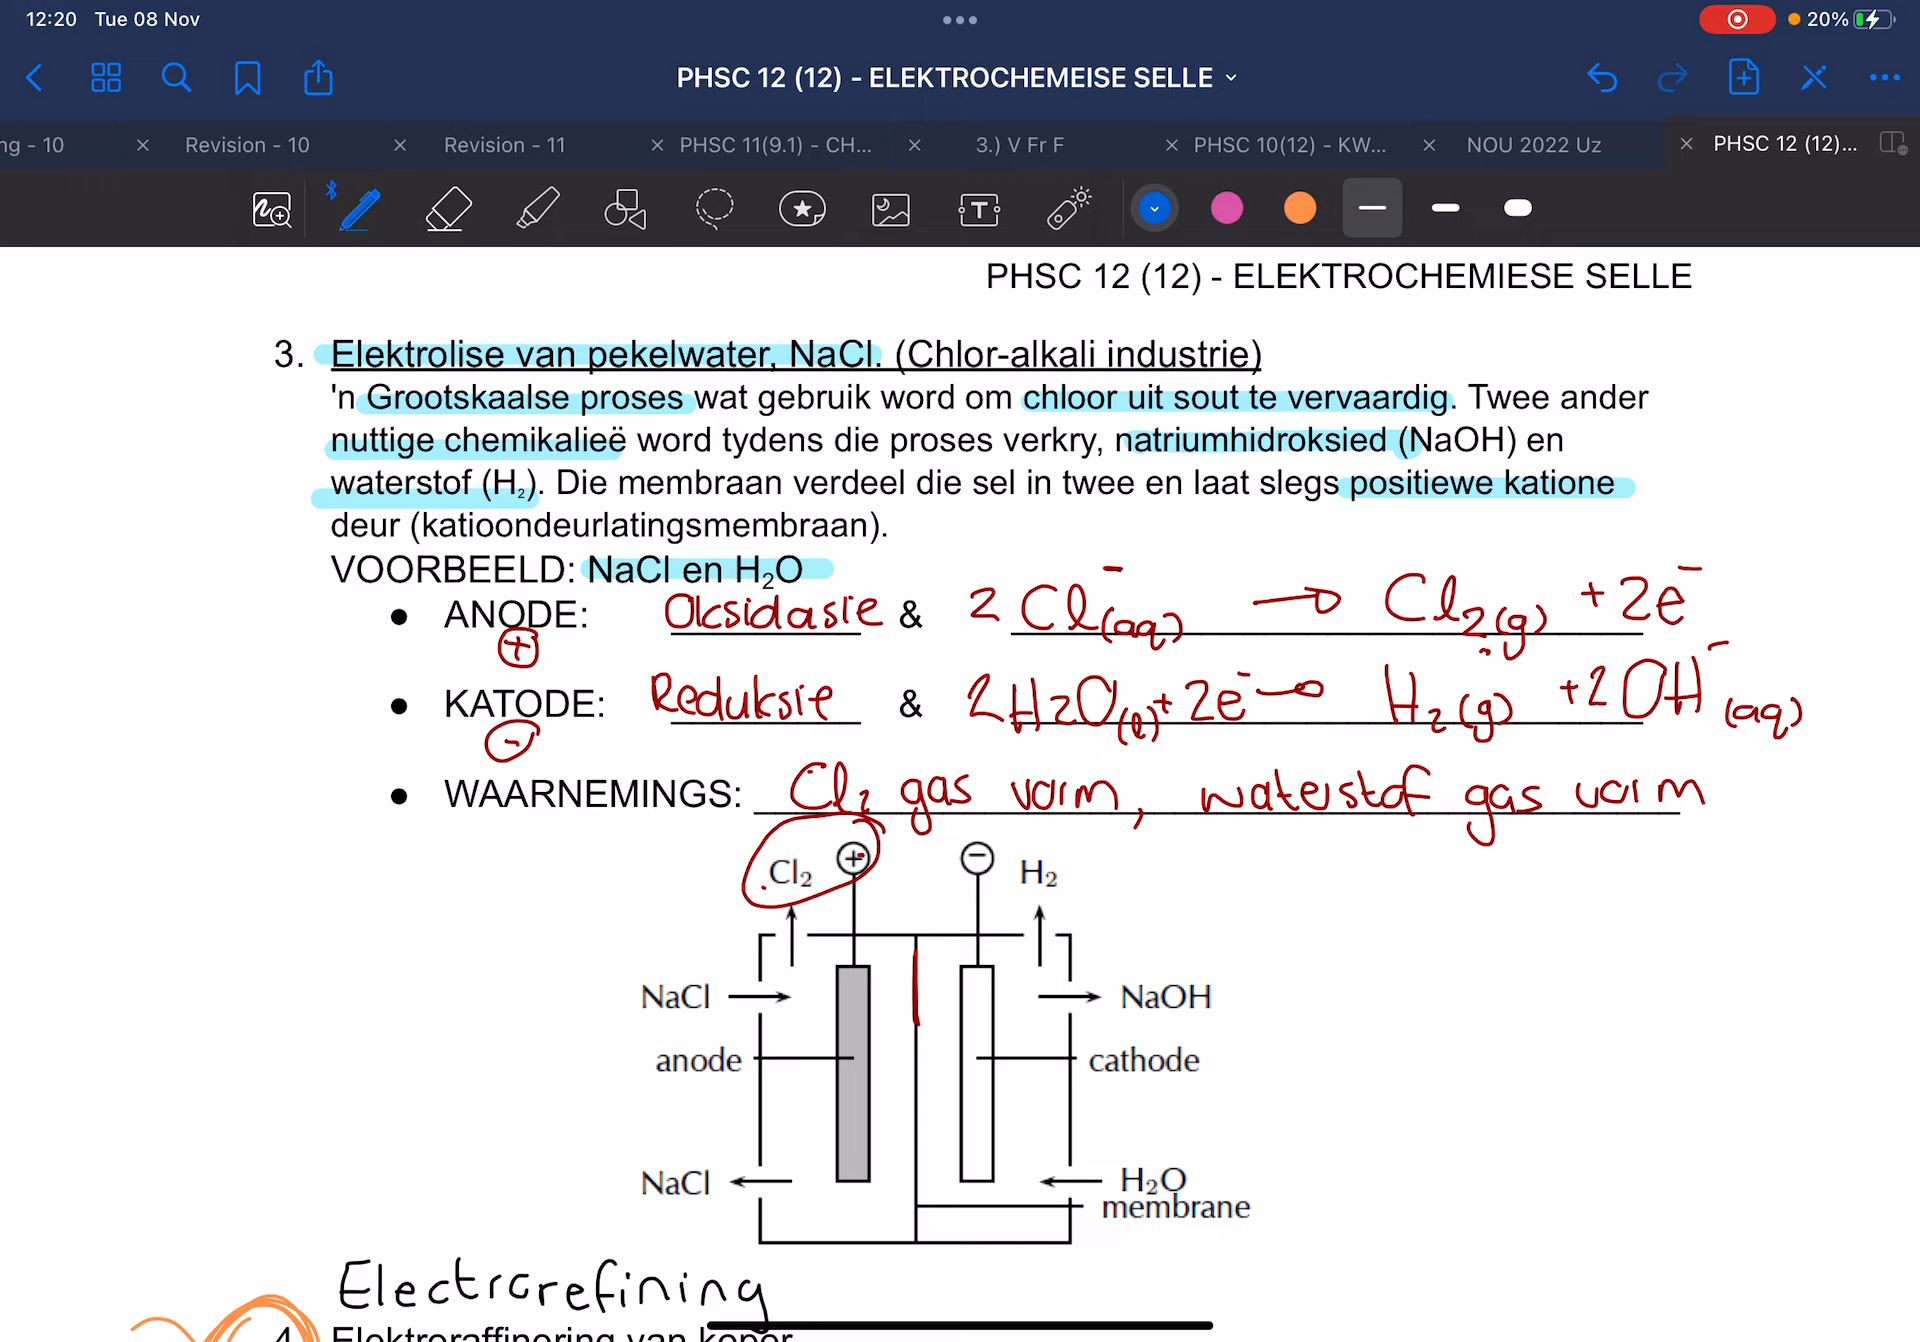 12:20 Tue 08 Nov
20%
PHSC 12 (12) - ELEKTROCHEMEISE SELLE
ng - 10
Revision - 10
Revision - 11
PHSC 11(9.1) - CH...
3.) V Fr F
PHSC 10(12) - KW...
NOU 2022 Uz
PHSC 12 (12)...
PHSC 12 (12) - ELEKTROCHEMIESE SELLE
3. Elektrolise van pekelwater, NaCl. (Chlor-alkali industrie)
'n Grootskaalse proses wat gebruik word om chloor uit sout te vervaardig. Twee ander
nuttige chemikalieë word tydens die proses verkry, natriumhidroksied (NaOH) en
waterstof (H₂). Die membraan verdeel die sel in twee en laat slegs positiewe katione
deur (katioondeurlatingsmembraan).
VOORBEELD: NaCl en H₂O
● ANODE: Oksidasie & 2Cl⁻(aq) → Cl₂(g) + 2e⁻
+
● KATODE: Reduksie & 2H₂O(l) + 2e⁻ → H₂(g) + 2OH⁻(aq)
-
● WAARNEMINGS: Cl₂ gas vorm, waterstof gas vorm
Cl₂ + − H₂
NaCl NaOH
anode cathode
NaCl H₂O
membrane
Electrorefining
4. Elektroraffinering van koper